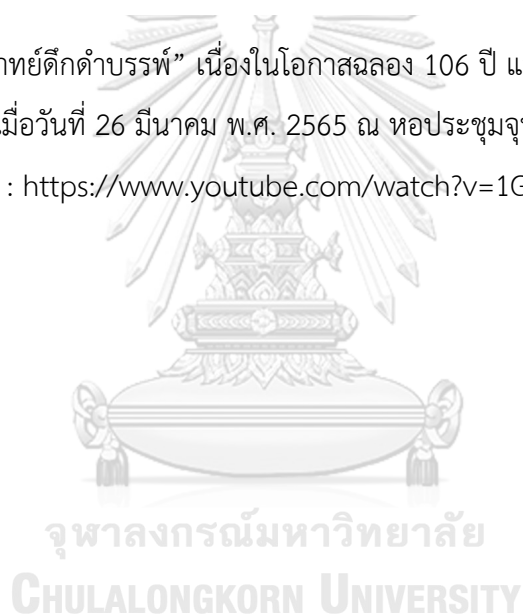 าทย์ดึกดำบรรพ์” เนื่องในโอกาสฉลอง 106 ปี แ
มื่อวันที่ 26 มีนาคม พ.ศ. 2565 ณ หอประชุมจุ
: https://www.youtube.com/watch?v=1G
จุฬาลงกรณ์มหาวิทยาลัย
CHULALONGKORN UNIVERSITY